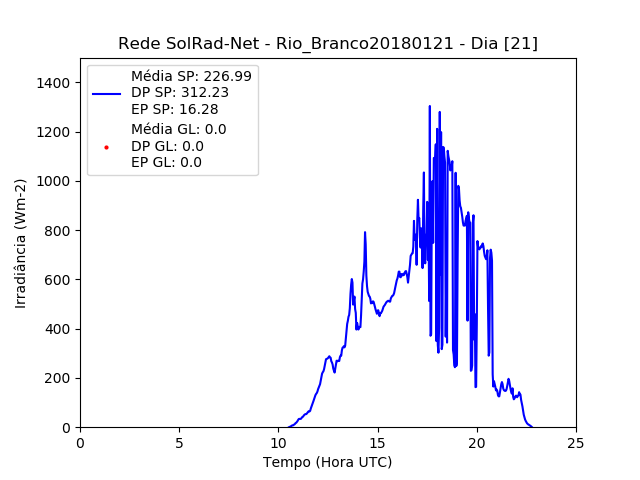 Rede SolRad-Net - Rio_Branco20180121 - Dia [21]
Média SP: 226.99
DP SP: 312.23
EP SP: 16.28
Média GL: 0.0
DP GL: 0.0
EP GL: 0.0
Irradiância (Wm-2)
1400
1200
1000
800
600
400
200
0
0 5 10 15 20 25
Tempo (Hora UTC)